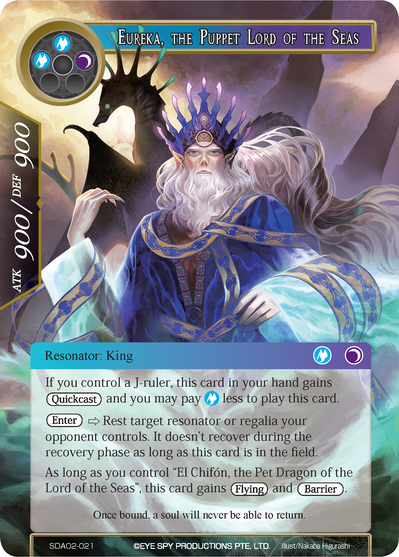 EUREKA, THE PUPPET LORD OF THE SEAS
ATK 900/DEF 900
Resonator: King
If you control a J-ruler, this card in your hand gains
Quickcast and you may pay less to play this card.
Enter ⇨ Rest target resonator or regalia your
opponent controls. It doesn't recover during the
recovery phase as long as this card is in the field.
As long as you control “El Chifón, the Pet Dragon of the
Lord of the Seas”, this card gains Flying and Barrier.
Once bound, a soul will never be able to return.
SDAO2-021 ©EYE SPY PRODUCTIONS PTE. LTD. Illust/Nakaba Higurashi